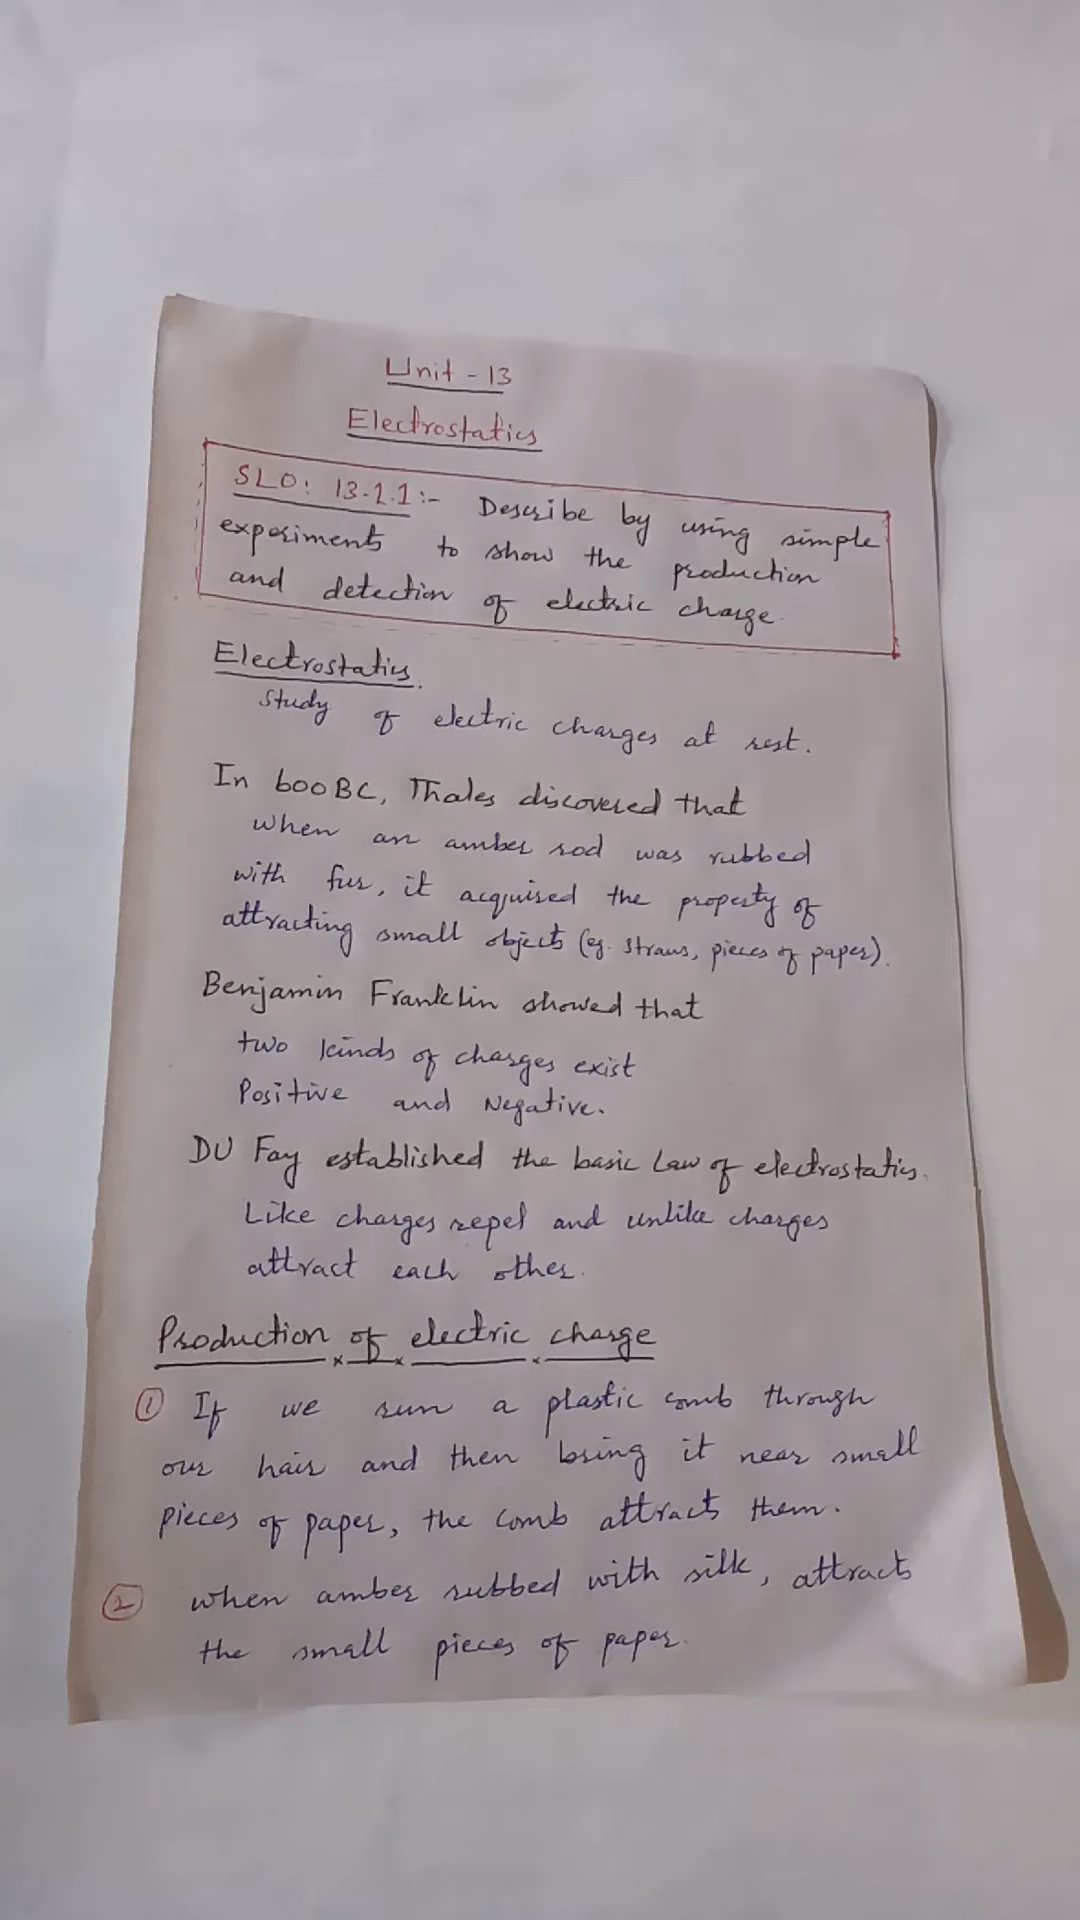 Unit - 13
Electrostatics
SLO: 13.1.1:- Describe by using simple
experiments to show the production
and detection of electric charge.
Electrostatics.
Study of electric charges at rest.
In 600BC, Thales discovered that
when an amber rod was rubbed
with fur, it acquired the property of
attracting small objects (eg. straws, pieces of paper).
Benjamin Franklin showed that
two kinds of charges exist
Positive and Negative.
DU Fay established the basic Law of electrostatics.
Like charges repel and unlike charges
attract each other.
Production of electric charge
① If we run a plastic comb through
our hair and then bring it near small
pieces of paper, the comb attracts them.
② when amber rubbed with silk, attracts
the small pieces of paper.